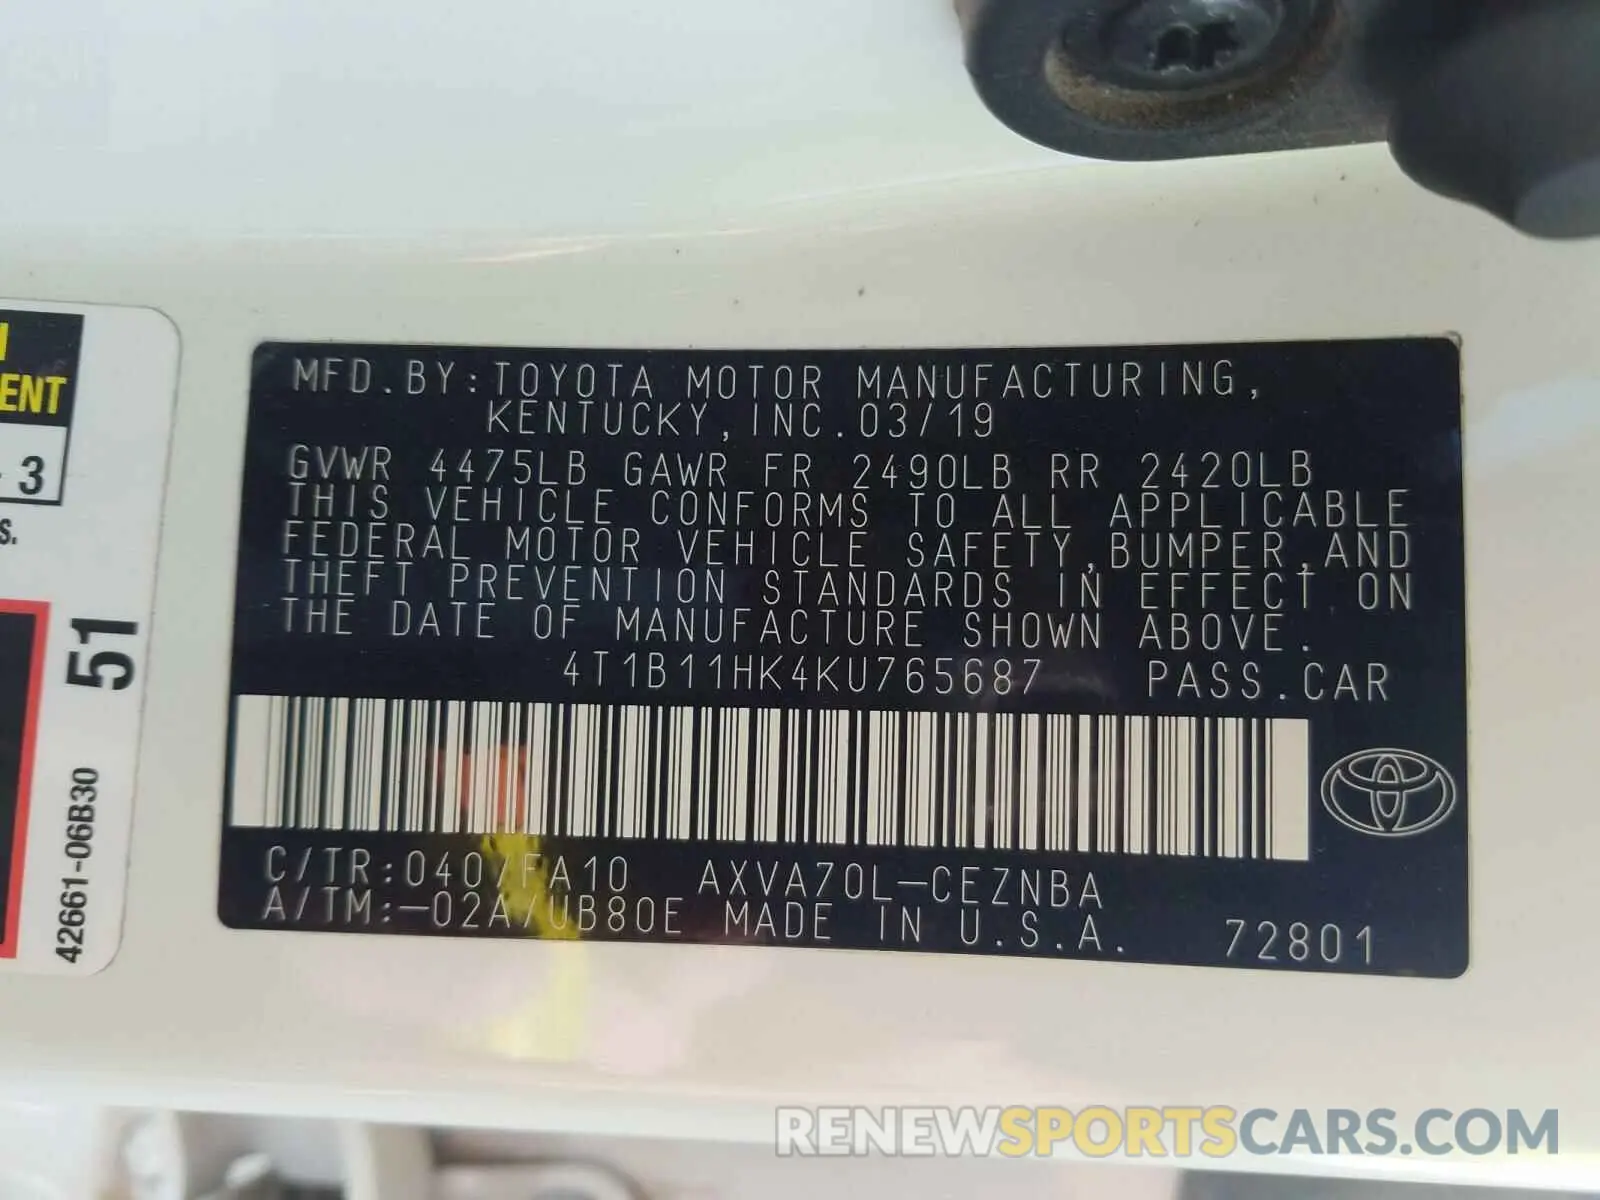 MFD.BY:TOYOTA MOTOR MANUFACTURING,
KENTUCKY,INC.03/19
GVWR 4475LB GAWR FR 2490LB RR 2420LB
THIS VEHICLE CONFORMS TO ALL APPLICABLE
FEDERAL MOTOR VEHICLE SAFETY,BUMPER,AND
THEFT PREVENTION STANDARDS IN EFFECT ON
THE DATE OF MANUFACTURE SHOWN ABOVE.
4T1B11HK4KU765687 PASS.CAR
C/TR:0407FA10 AXVA70L-CEZNBA
A/TM:-02A/UB80E MADE IN U.S.A. 72801
ENT
3
S.
51
42661-06B30
RENEWSPORTSCARS.COM